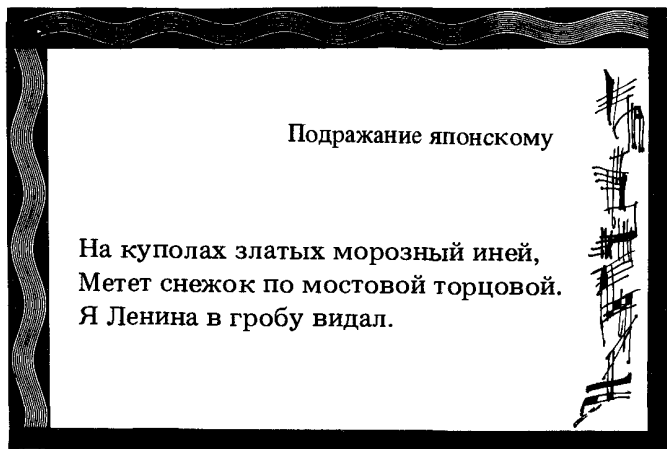 Подражание японскому
На куполах златых морозный иней,
Метет снежок по мостовой торцовой.
Я Ленина в гробу видал.